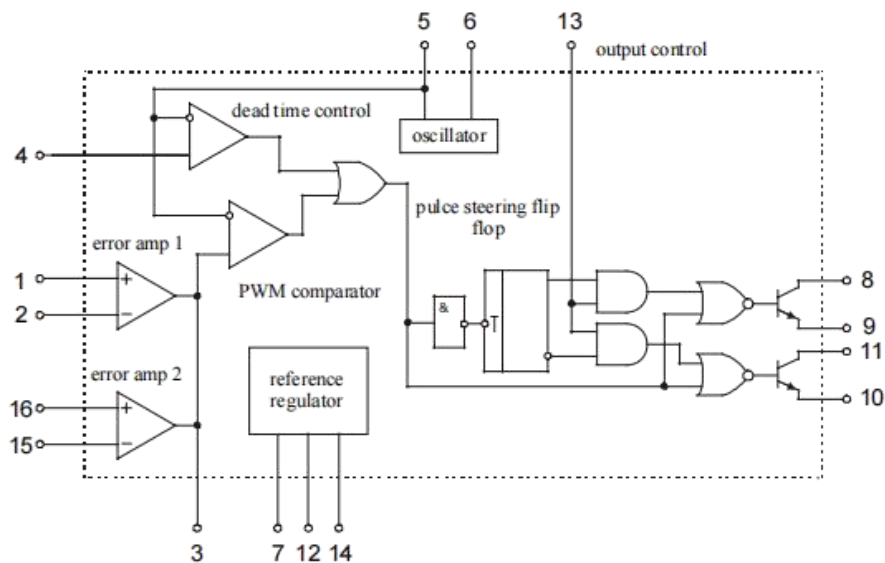 5
6
13
output control
dead time control
oscillator
4
pulce steering flip
flop
error amp 1
1
+
2
−
PWM comparator
&
T
8
9
11
10
error amp 2
16
+
15
−
reference
regulator
3
7
12
14